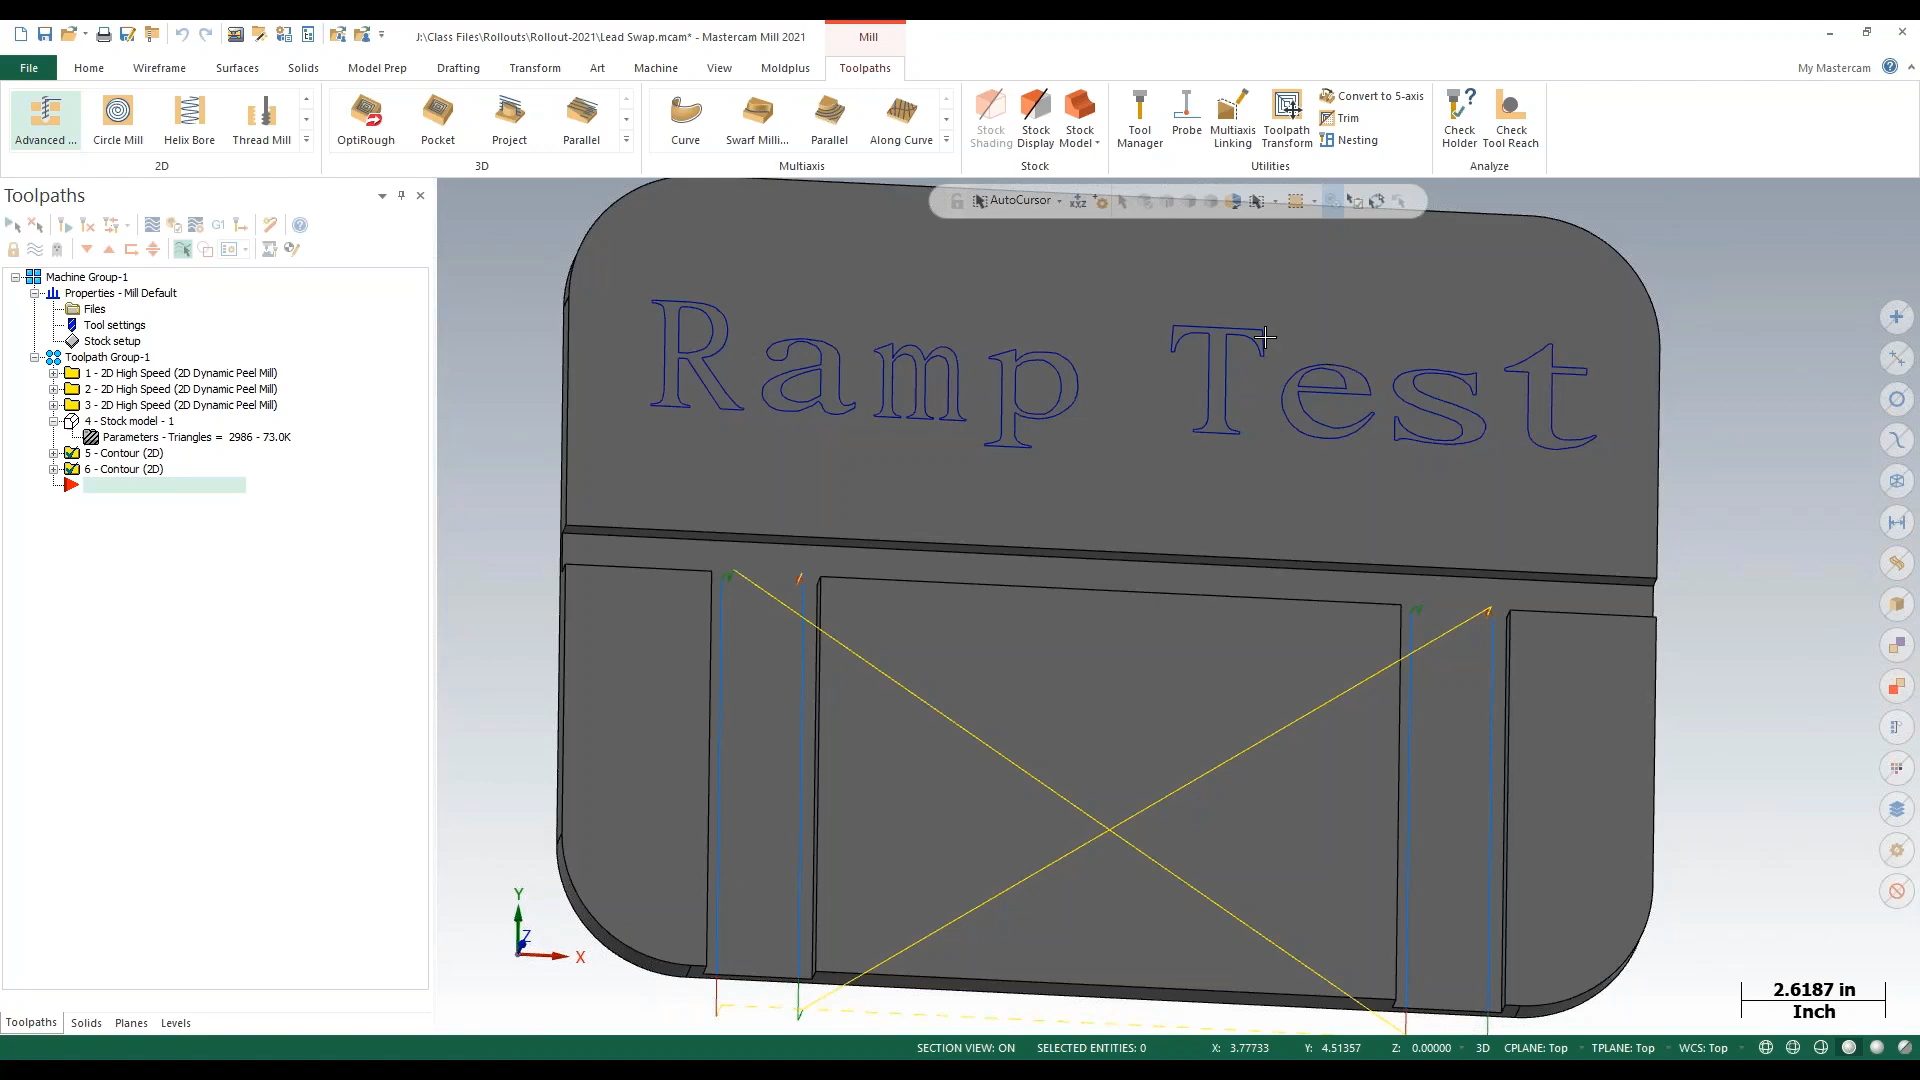 J:\Class Files\Rollouts\Rollout-2021\Lead Swap.mcam* - Mastercam Mill 2021
Mill
File Home Wireframe Surfaces Solids Model Prep Drafting Transform Art Machine View Moldplus Toolpaths My Mastercam
Advanced ... Circle Mill Helix Bore Thread Mill
2D
OptiRough Pocket Project Parallel
3D
Curve Swarf Milli... Parallel Along Curve
Multiaxis
Stock Shading Stock Display Stock Model
Stock
Tool Manager Probe Multiaxis Linking Toolpath Transform
Convert to 5-axis
Trim
Nesting
Utilities
Check Holder Check Tool Reach
Analyze
Toolpaths
G1
AutoCursor
Machine Group-1
Properties - Mill Default
Files
Tool settings
Stock setup
Toolpath Group-1
1 - 2D High Speed (2D Dynamic Peel Mill)
2 - 2D High Speed (2D Dynamic Peel Mill)
3 - 2D High Speed (2D Dynamic Peel Mill)
4 - Stock model - 1
Parameters - Triangles = 2986 - 73.0K
5 - Contour (2D)
6 - Contour (2D)
Ramp Test
Y
Z
X
2.6187 in
Inch
Toolpaths Solids Planes Levels
SECTION VIEW: ON SELECTED ENTITIES: 0 X: 3.77733 Y: 4.51357 Z: 0.00000 3D CPLANE: Top TPLANE: Top WCS: Top